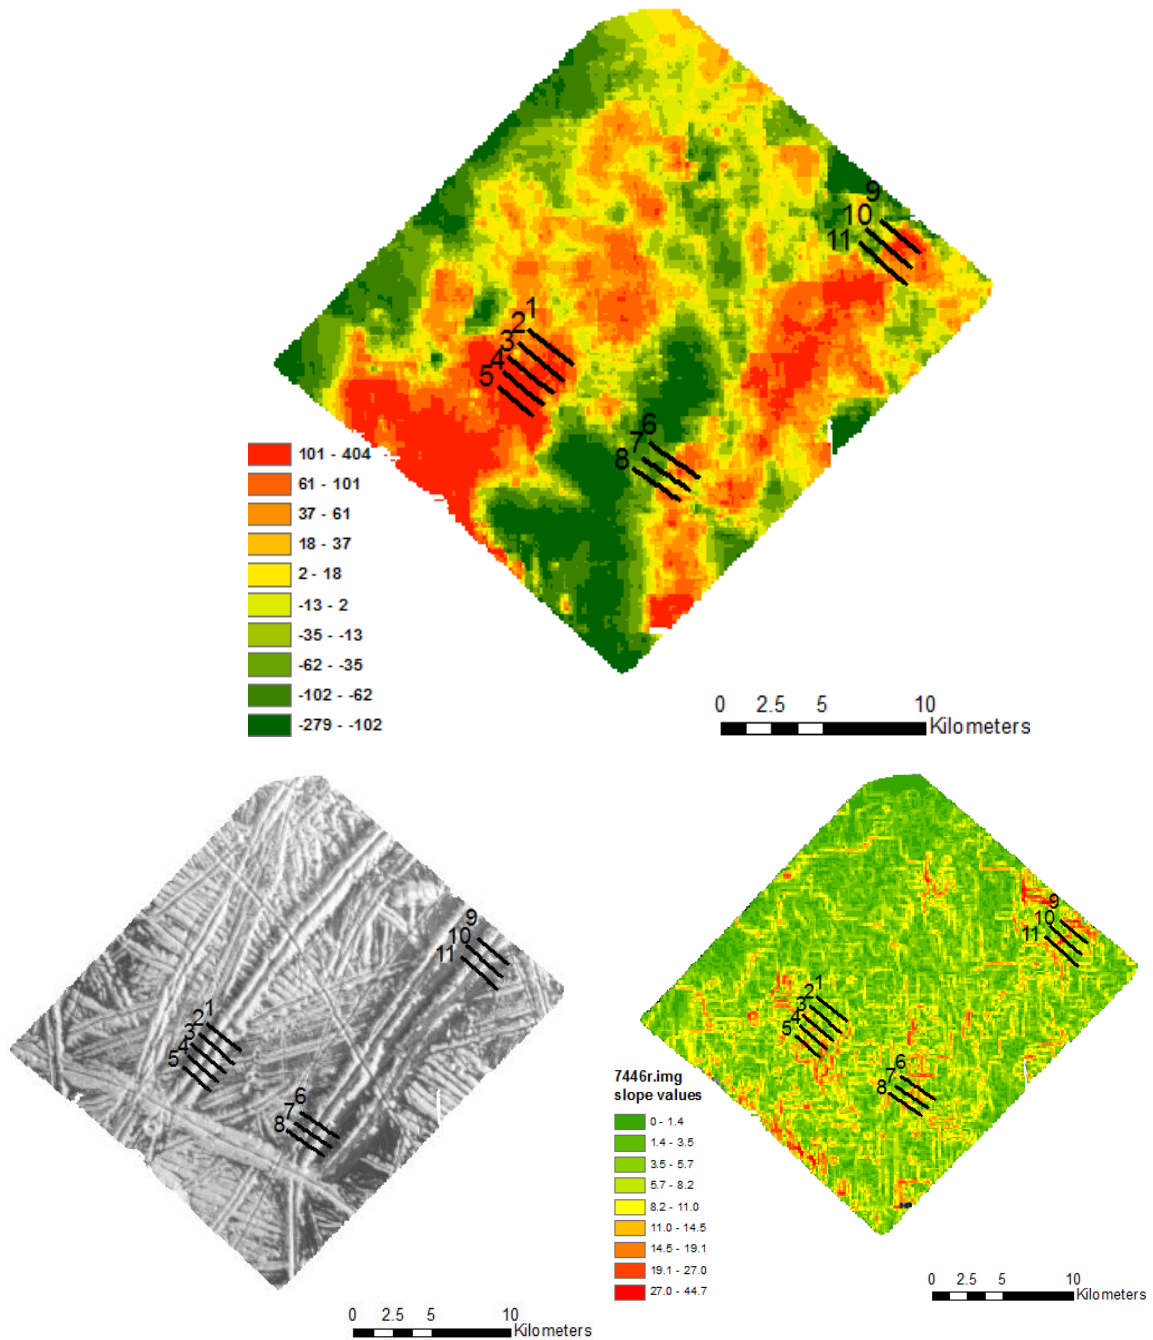 9
10
11
1
2
3
4
5
6
7
8
101 - 404
61 - 101
37 - 61
18 - 37
2 - 18
-13 - 2
-35 - -13
-62 - -35
-102 - -62
-279 - -102
0 2.5 5 10
Kilometers
9
10
11
1
2
3
4
5
6
7
8
0 2.5 5 10
Kilometers
9
10
11
1
2
3
4
5
6
7
8
7446r.img
slope values
0 - 1.4
1.4 - 3.5
3.5 - 5.7
5.7 - 8.2
8.2 - 11.0
11.0 - 14.5
14.5 - 19.1
19.1 - 27.0
27.0 - 44.7
0 2.5 5 10
Kilometers